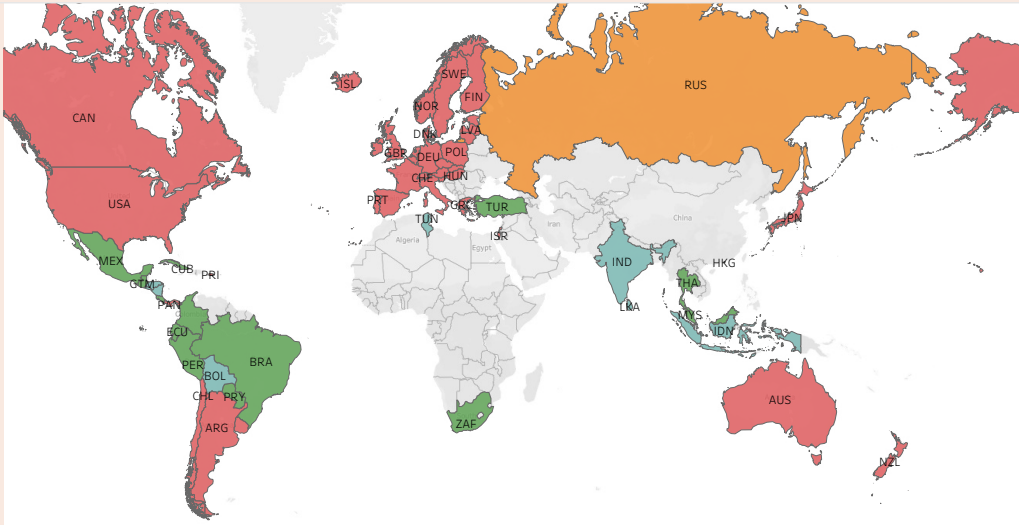 RUS
SWE
ISL
FIN
NOR
CAN
LVA
DNK
GBR
POL
DEU
HUN
CHE
PRT
USA
GRC
TUR
TUN
China
JPN
Iran
ISR
Algeria
Egypt
MEX
IND
HKG
CUB
PRI
THA
GTM
PAN
LKA
MYS
ECU
IDN
BRA
PER
BOL
CHL
PRY
AUS
ARG
ZAF
NZL